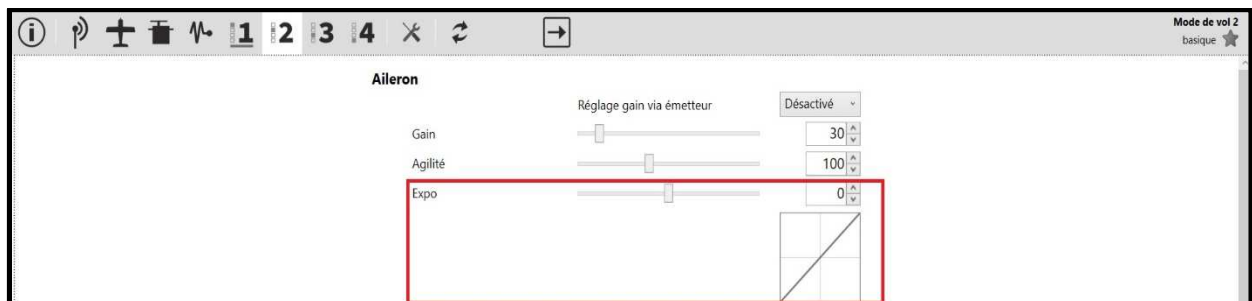 1 2 3 4
Mode de vol 2
basique
Aileron
Réglage gain via émetteur Désactivé
Gain 30
Agilité 100
Expo 0